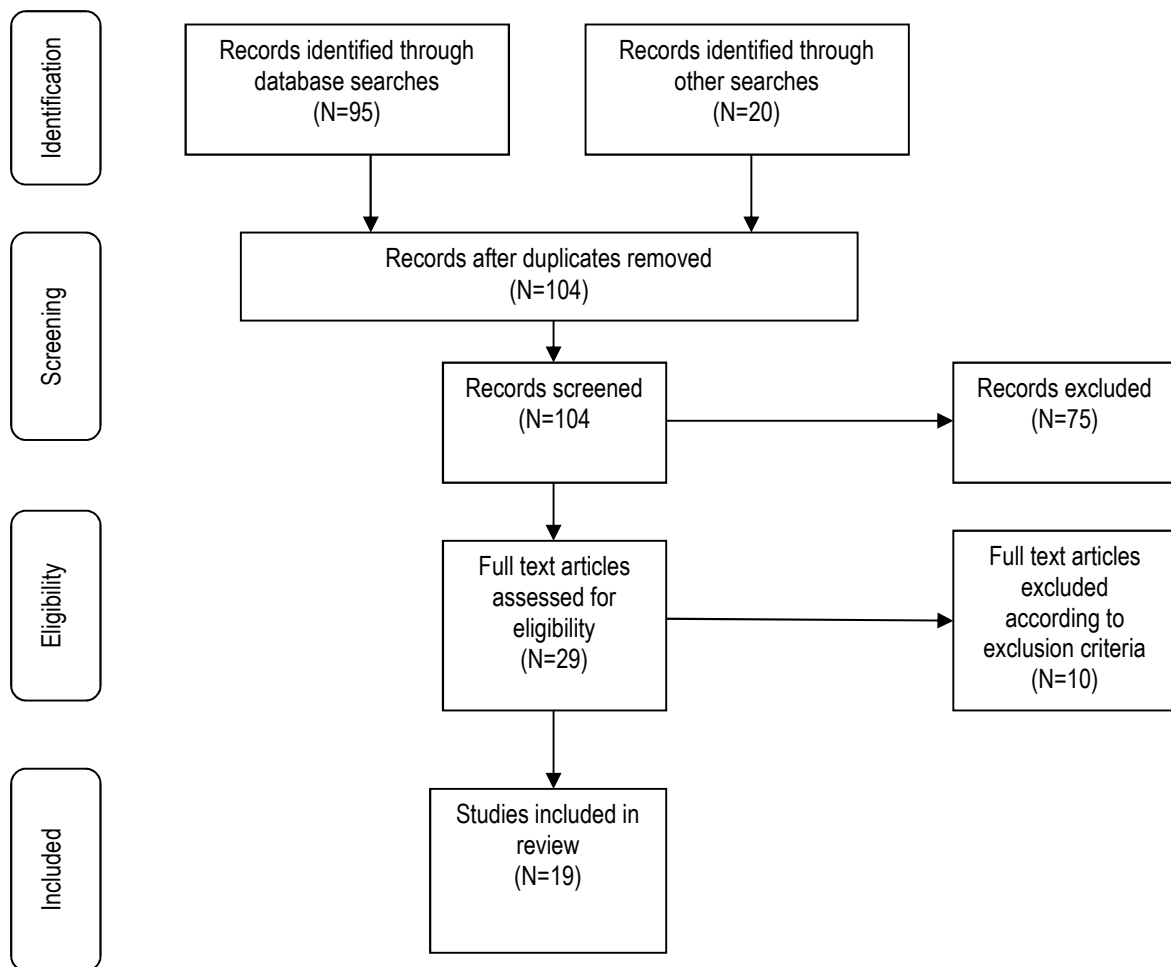 Identification
Records identified through
database searches
(N=95)
Records identified through
other searches
(N=20)
Screening
Records after duplicates removed
(N=104)
Records screened
(N=104
Records excluded
(N=75)
Eligibility
Full text articles
assessed for
eligibility
(N=29)
Full text articles
excluded
according to
exclusion criteria
(N=10)
Included
Studies included in
review
(N=19)